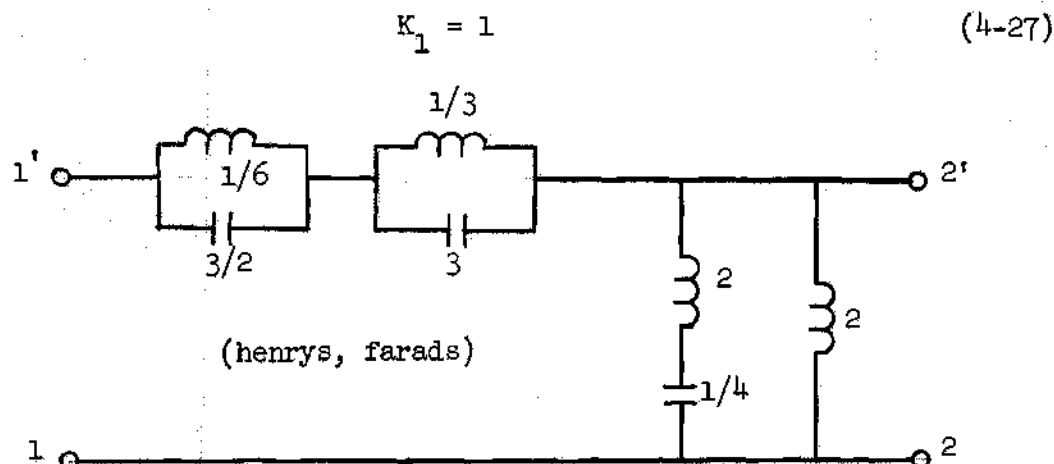 K₁ = 1 (4-27)
1/3
1' 1/6 2'
3/2 3
2 2
(henrys, farads)
1/4
1 2